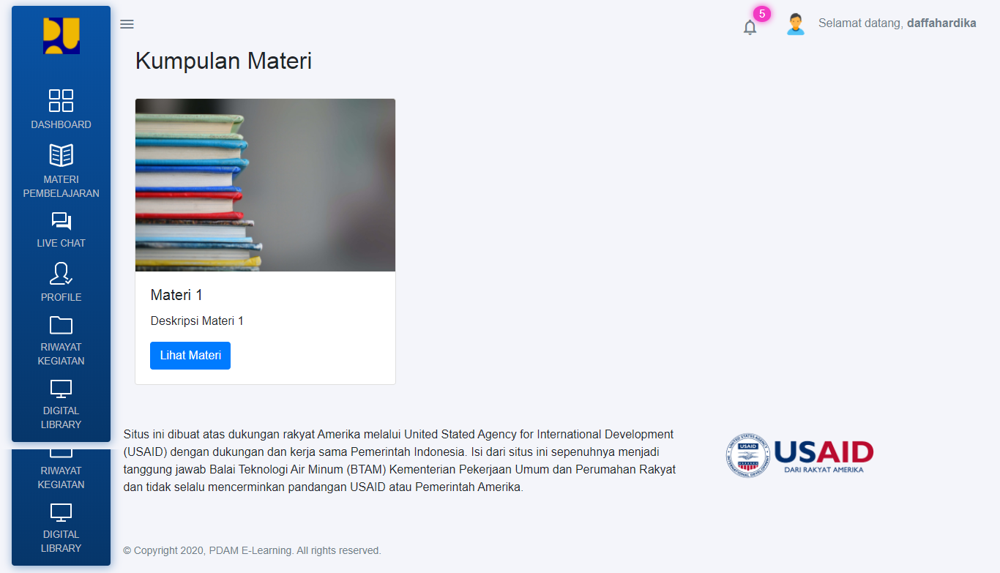 5
Selamat datang, daffahardika
DASHBOARD
MATERI
PEMBELAJARAN
LIVE CHAT
PROFILE
RIWAYAT
KEGIATAN
DIGITAL
LIBRARY
RIWAYAT
KEGIATAN
DIGITAL
LIBRARY
Kumpulan Materi
Materi 1
Deskripsi Materi 1
Lihat Materi
Situs ini dibuat atas dukungan rakyat Amerika melalui United Stated Agency for International Development
(USAID) dengan dukungan dan kerja sama Pemerintah Indonesia. Isi dari situs ini sepenuhnya menjadi
tanggung jawab Balai Teknologi Air Minum (BTAM) Kementerian Pekerjaan Umum dan Perumahan Rakyat
dan tidak selalu mencerminkan pandangan USAID atau Pemerintah Amerika.
UNITED STATES AGENCY
USAID
INTERNATIONAL DEVELOPMENT
USAID
DARI RAKYAT AMERIKA
© Copyright 2020, PDAM E-Learning. All rights reserved.